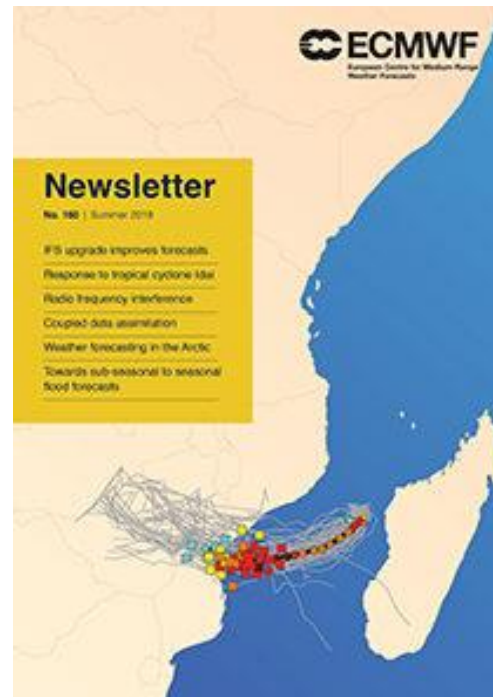 ECMWF
European Centre for Medium-Range
Weather Forecasts
Newsletter
No. 160 | Summer 2019
IFS upgrade improves forecasts
Response to tropical cyclone Idai
Radio frequency interference
Coupled data assimilation
Weather forecasting in the Arctic
Towards sub-seasonal to seasonal
flood forecasts